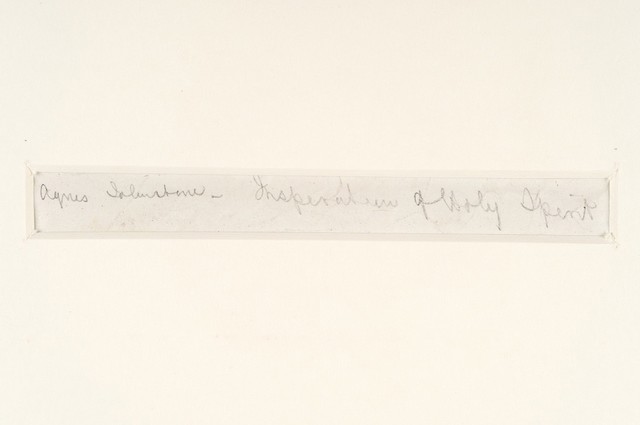 Agnes Johnstone - Inspiration of Holy Spirit